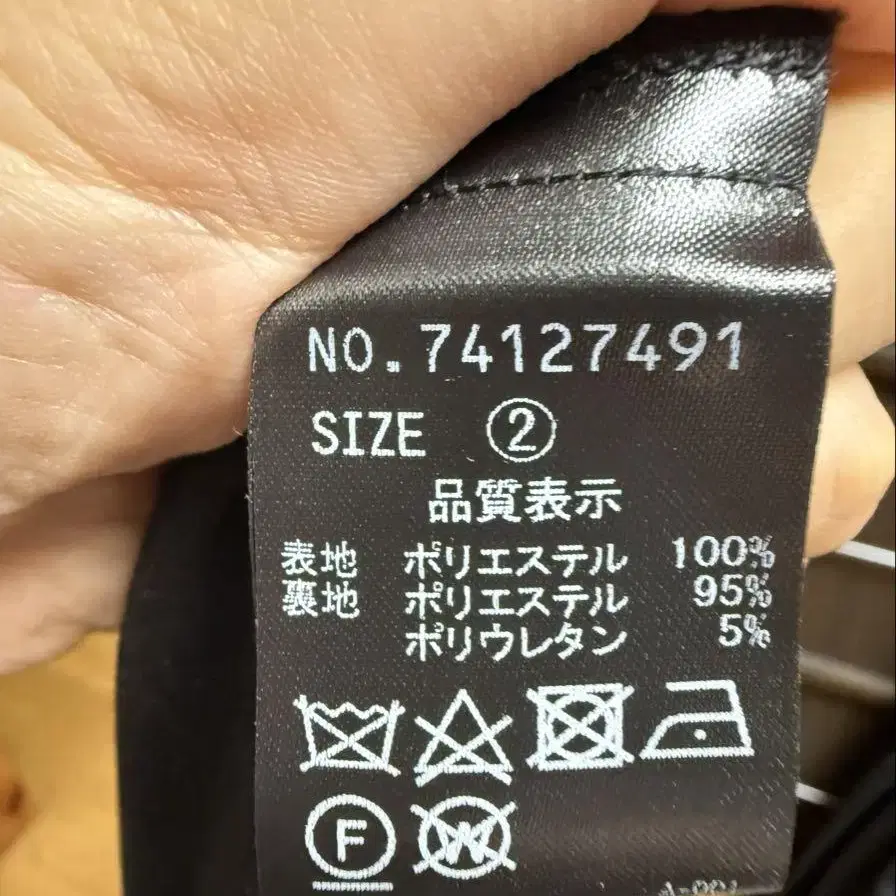 NO.74127491
SIZE ②
品質表示
表地 ポリエステル 100%
裏地 ポリエステル 95%
ポリウレタン 5%
F W